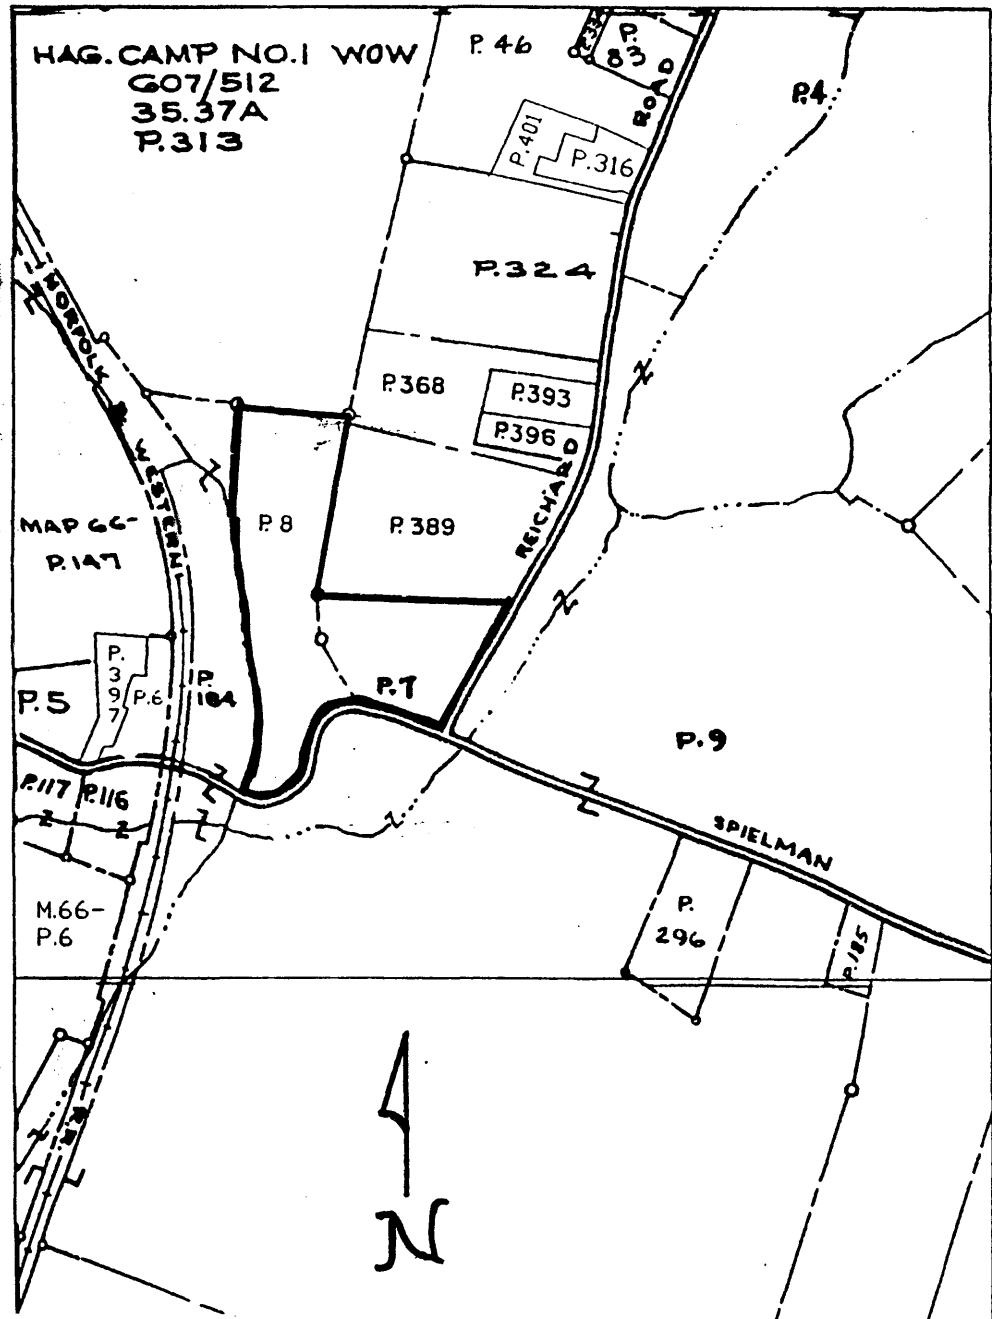 HAG. CAMP NO.1 WOW
607/512
35.37A
P.313
P. 46
P.
83
P.4
ROAD
P.401
P.316
P.324
NORFOLK & WESTERN
P.368
P.393
P.396
REICHARD
P. 8
P. 389
MAP 66-
P.147
P.
3
9
7
P.6
P.5
P.
184
P.7
P.9
P.117
P.116
SPIELMAN
M.66-
P.6
P.
296
P.185
R.R.
N